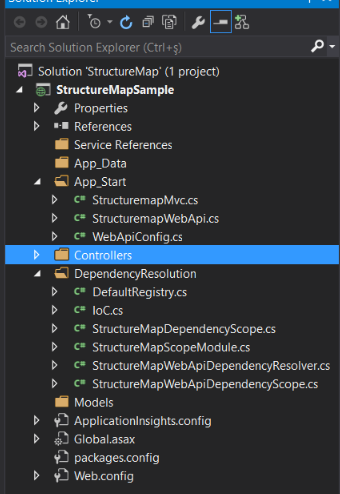 Solution Explorer
Search Solution Explorer (Ctrl+ş)
Solution 'StructureMap' (1 project)
StructureMapSample
Properties
References
Service References
App_Data
App_Start
C# StructuremapMvc.cs
C# StructuremapWebApi.cs
C# WebApiConfig.cs
Controllers
DependencyResolution
C# DefaultRegistry.cs
C# IoC.cs
C# StructureMapDependencyScope.cs
C# StructureMapScopeModule.cs
C# StructureMapWebApiDependencyResolver.cs
C# StructureMapWebApiDependencyScope.cs
Models
ApplicationInsights.config
Global.asax
packages.config
Web.config